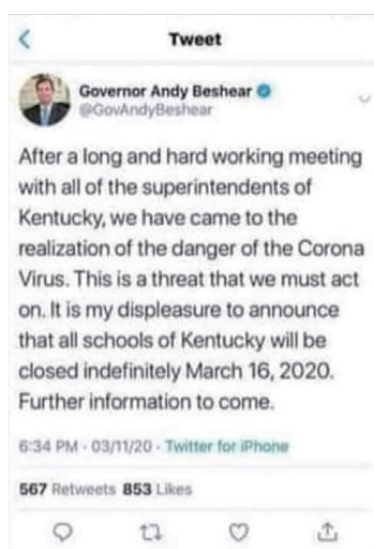 Tweet
Governor Andy Beshear
@GovAndyBeshear
After a long and hard working meeting
with all of the superintendents of
Kentucky, we have came to the
realization of the danger of the Corona
Virus. This is a threat that we must act
on. It is my displeasure to announce
that all schools of Kentucky will be
closed indefinitely March 16, 2020.
Further information to come.
6:34 PM · 03/11/20 · Twitter for iPhone
567 Retweets 853 Likes